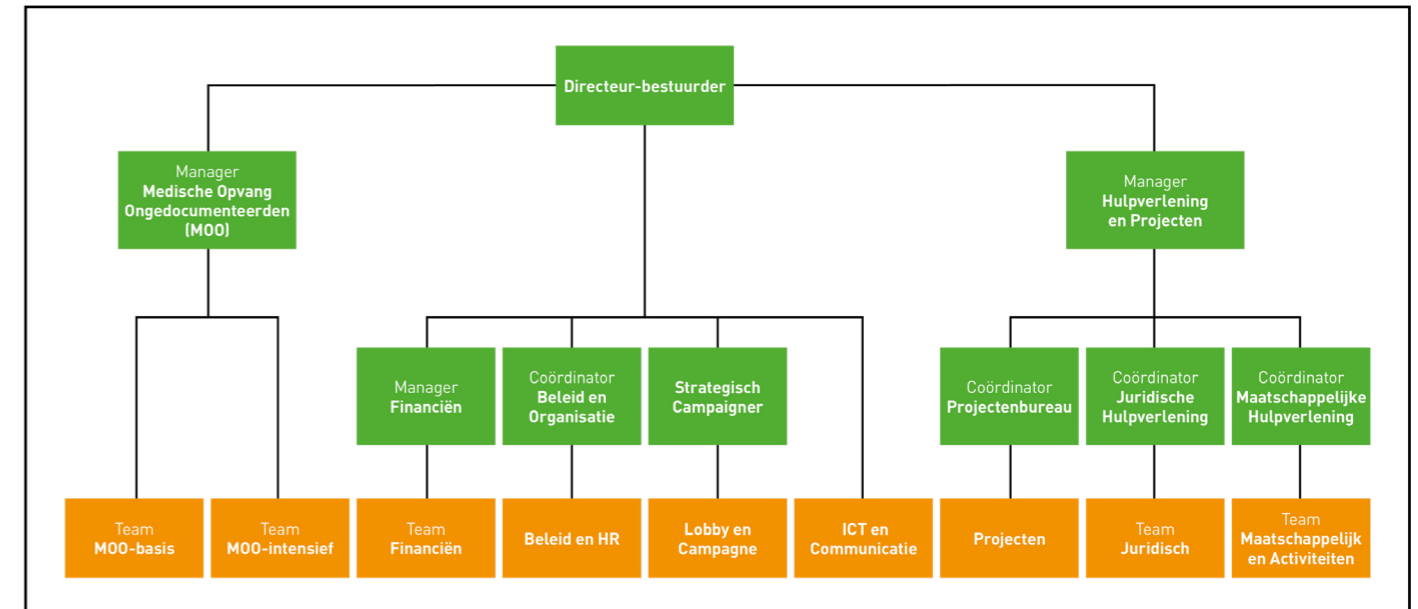 Directeur-bestuurder
Manager
Medische Opvang
Ongedocumenteerden
(MOO)
Manager
Hulpverlening
en Projecten
Manager
Financiën
Coördinator
Beleid en
Organisatie
Strategisch
Campaigner
Coördinator
Projectenbureau
Coördinator
Juridische
Hulpverlening
Coördinator
Maatschappelijke
Hulpverlening
Team
MOO-basis
Team
MOO-intensief
Team
Financiën
Beleid en HR
Lobby en
Campagne
ICT en
Communicatie
Projecten
Team
Juridisch
Team
Maatschappelijk
en Activiteiten